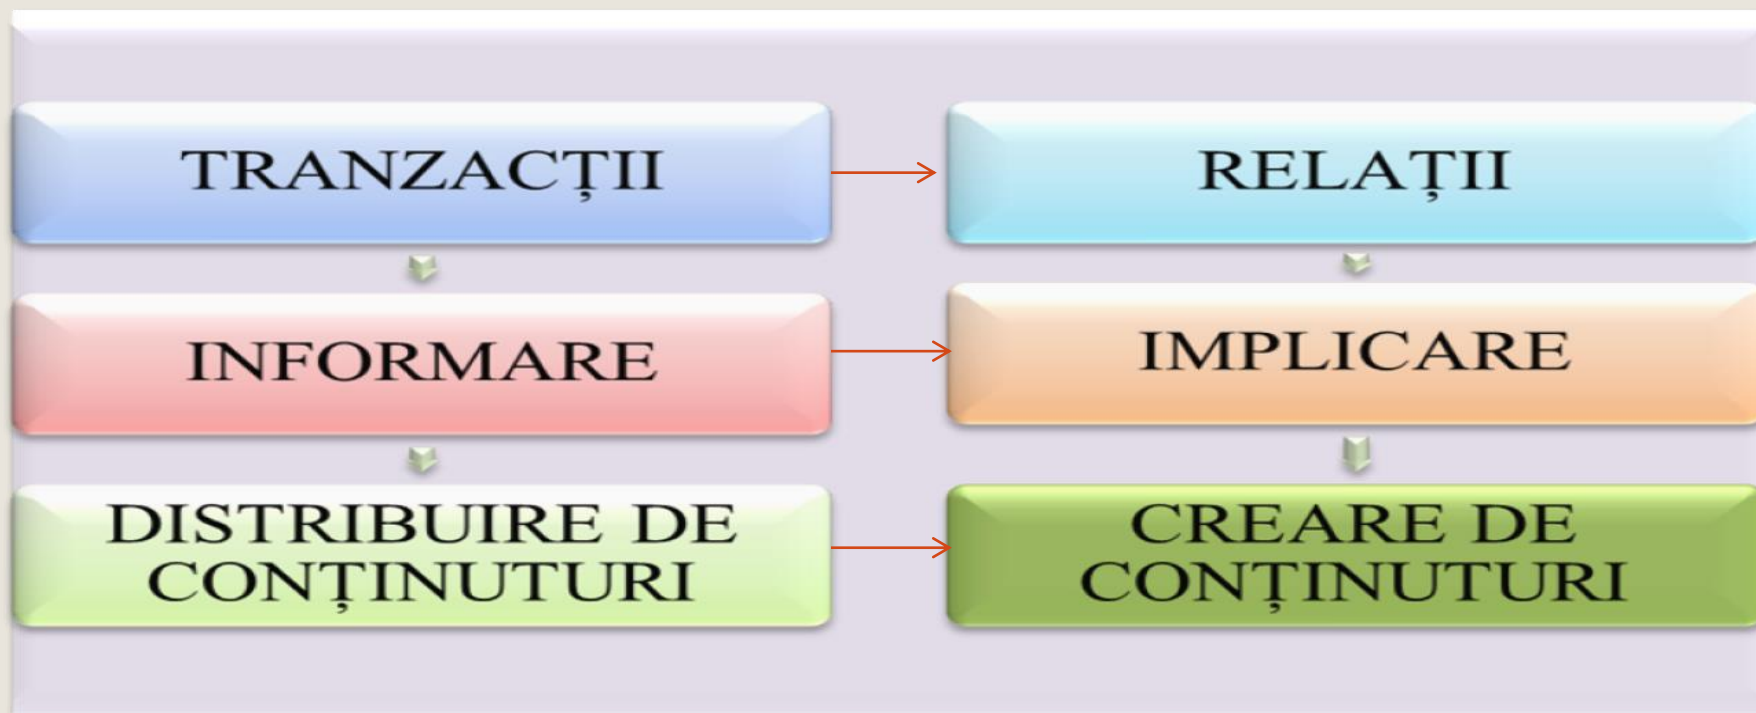 TRANZACȚII
RELAȚII
INFORMARE
IMPLICARE
DISTRIBUIRE DE
CONȚINUTURI
CREARE DE
CONȚINUTURI